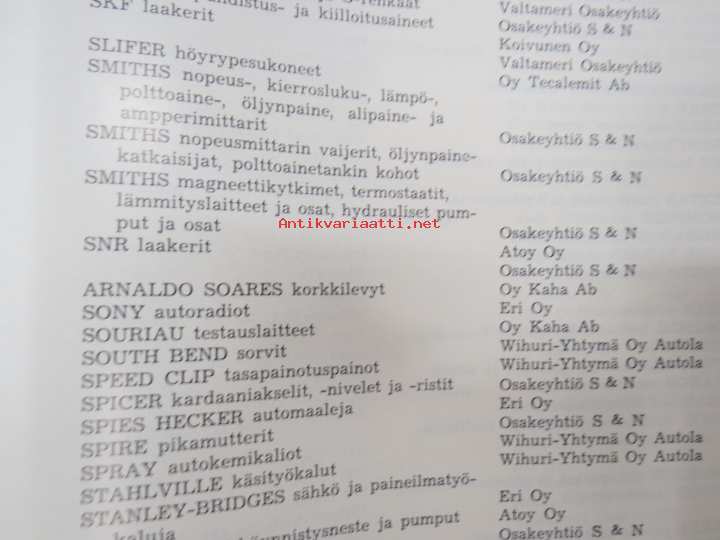 ja kiilloitusaineet
SKF laakerit
SLIFER höyrypesukoneet
SMITHS nopeus-, kierrosluku-, lämpö-,
polttoaine-, öljynpaine, alipaine- ja
ampperimittarit
SMITHS nopeusmittarin vaijerit, öljynpaine-
katkaisijat, polttoainetankin kohot
SMITHS magneettikytkimet, termostaatit,
lämmityslaitteet ja osat, hydrauliset pum-
put ja osat
SNR laakerit
ARNALDO SOARES korkkilevyt
SONY autoradiot
SOURIAU testauslaitteet
SOUTH BEND sorvit
SPEED CLIP tasapainotuspainot
SPICER kardaaniakselit, -nivelet ja -ristit
SPIES HECKER automaaleja
SPIRE pikamutterit
SPRAY autokemikaliot
STAHLVILLE käsityökalut
STANLEY-BRIDGES sähkö ja paineilmatyö-
kaluja
ja pumput
Valtameri Osakeyhtiö
Osakeyhtiö S & N
Koivunen Oy
Valtameri Osakeyhtiö
Oy Tecalemit Ab
Osakeyhtiö S & N
Osakeyhtiö S & N
Osakeyhtiö S & N
Atoy Oy
Osakeyhtiö S & N
Oy Kaha Ab
Eri Oy
Oy Kaha Ab
Wihuri-Yhtymä Oy Autola
Wihuri-Yhtymä Oy Autola
Osakeyhtiö S & N
Eri Oy
Osakeyhtiö S & N
Wihuri-Yhtymä Oy Autola
Wihuri-Yhtymä Oy Autola
Eri Oy
Atoy Oy
Osakeyhtiö S & N
Antikvariaatti.net